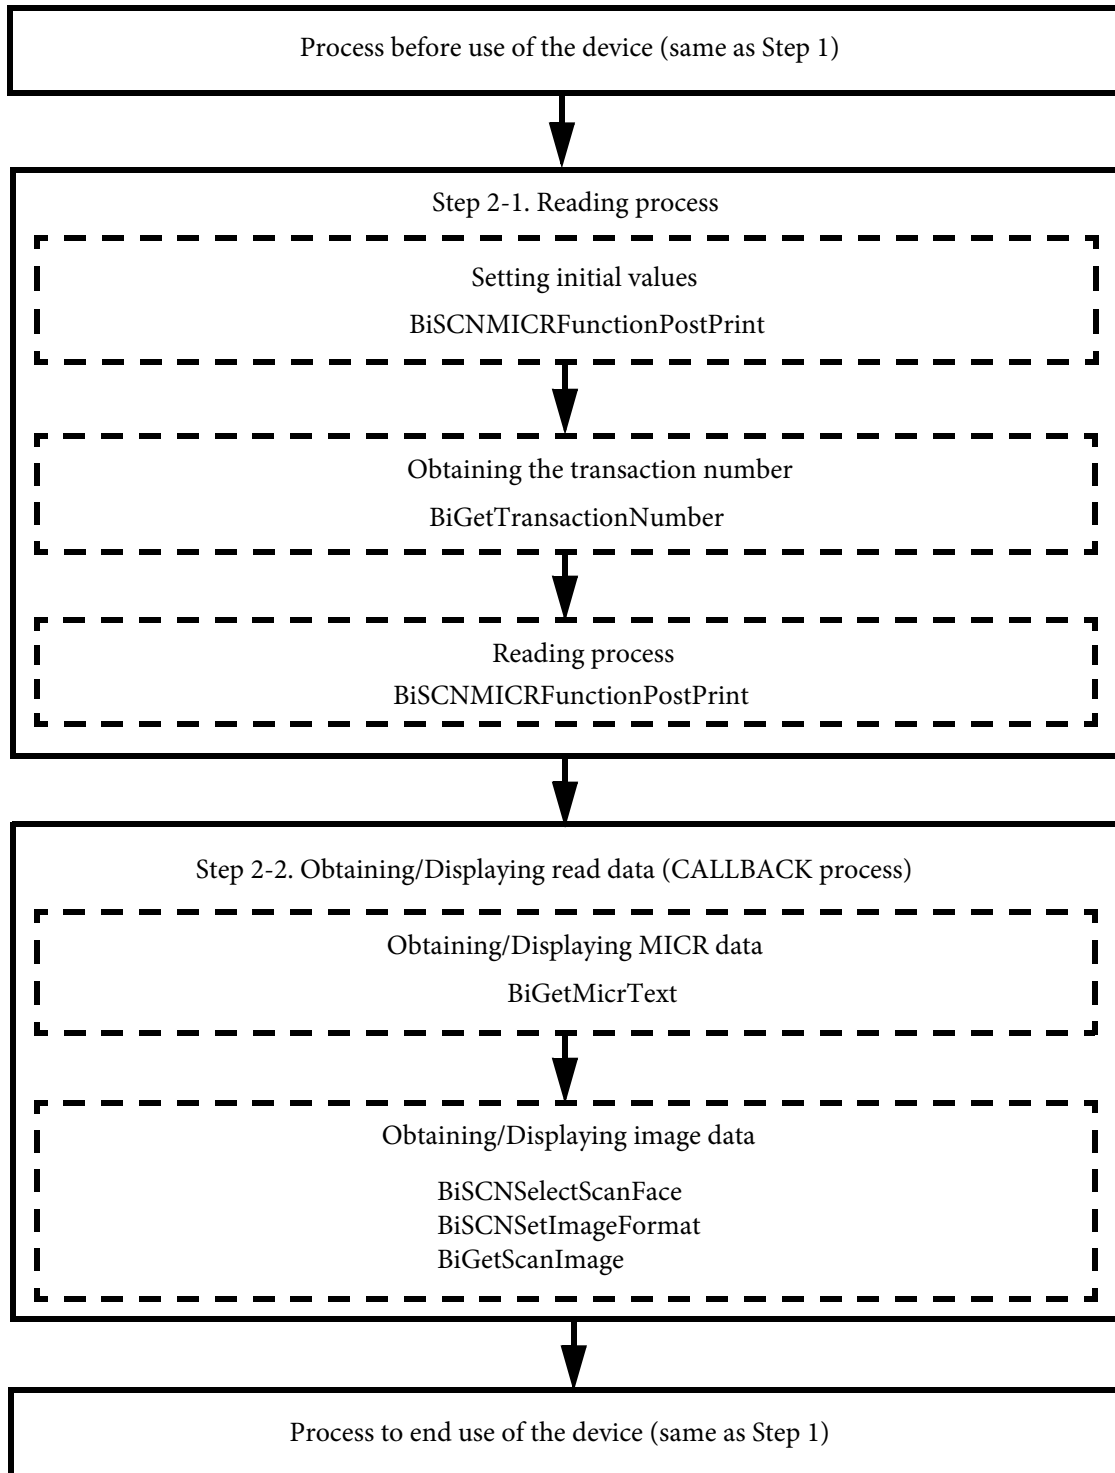 Process before use of the device (same as Step 1)
Step 2-1. Reading process
Setting initial values
BiSCNMICRFunctionPostPrint
Obtaining the transaction number
BiGetTransactionNumber
Reading process
BiSCNMICRFunctionPostPrint
Step 2-2. Obtaining/Displaying read data (CALLBACK process)
Obtaining/Displaying MICR data
BiGetMicrText
Obtaining/Displaying image data
BiSCNSelectScanFace
BiSCNSetImageFormat
BiGetScanImage
Process to end use of the device (same as Step 1)